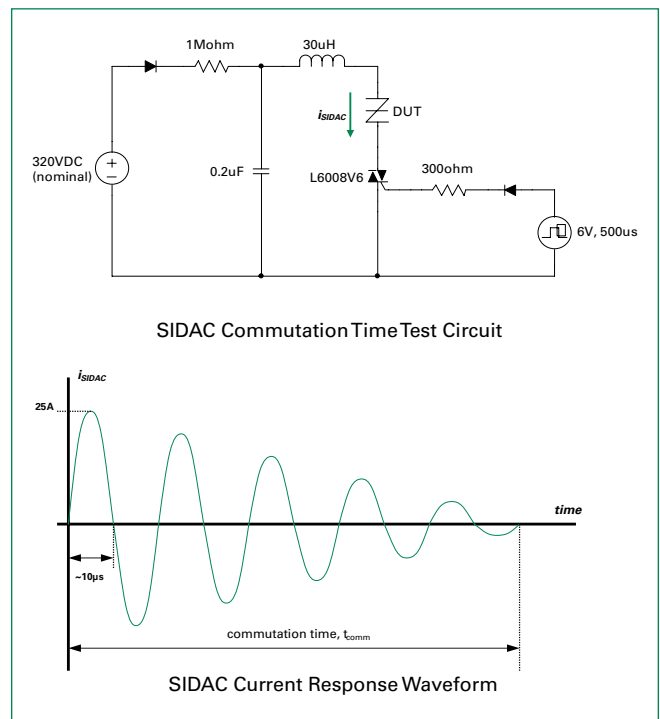 1Mohm
30uH
iSIDAC
DUT
320VDC
(nominal)
+
−
0.2uF
L6008V6
300ohm
6V, 500us
SIDAC Commutation Time Test Circuit
iSIDAC
25A
time
~10µs
commutation time, tcomm
SIDAC Current Response Waveform